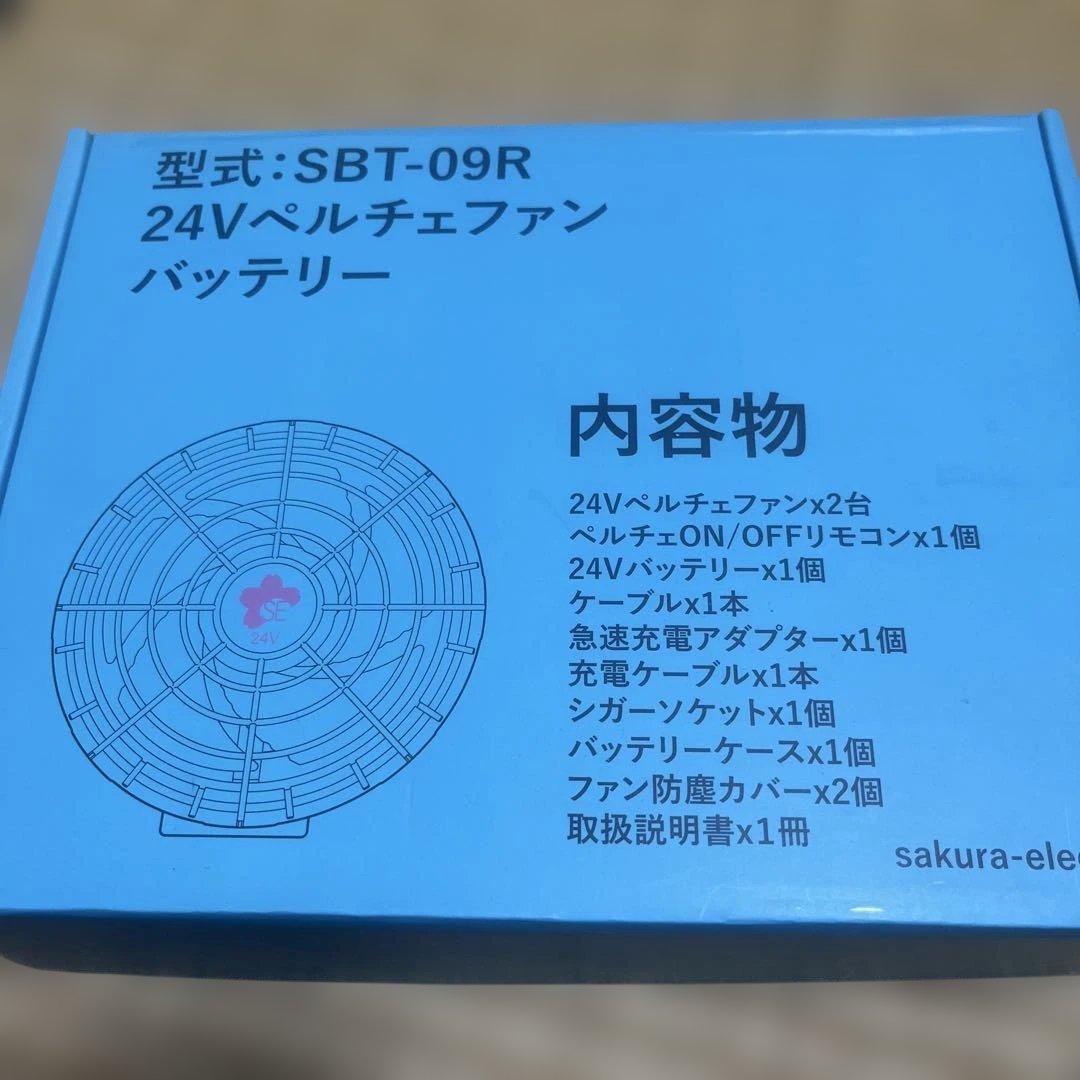 型式：SBT-09R
24Vペルチェファン
バッテリー
内容物
24Vペルチェファンx2台
ペルチェON/OFFリモコンx1個
24Vバッテリーx1個
ケーブルx1本
急速充電アダプターx1個
充電ケーブルx1本
シガーソケットx1個
バッテリーケースx1個
ファン防塵カバーx2個
取扱説明書x1冊
SE
24V